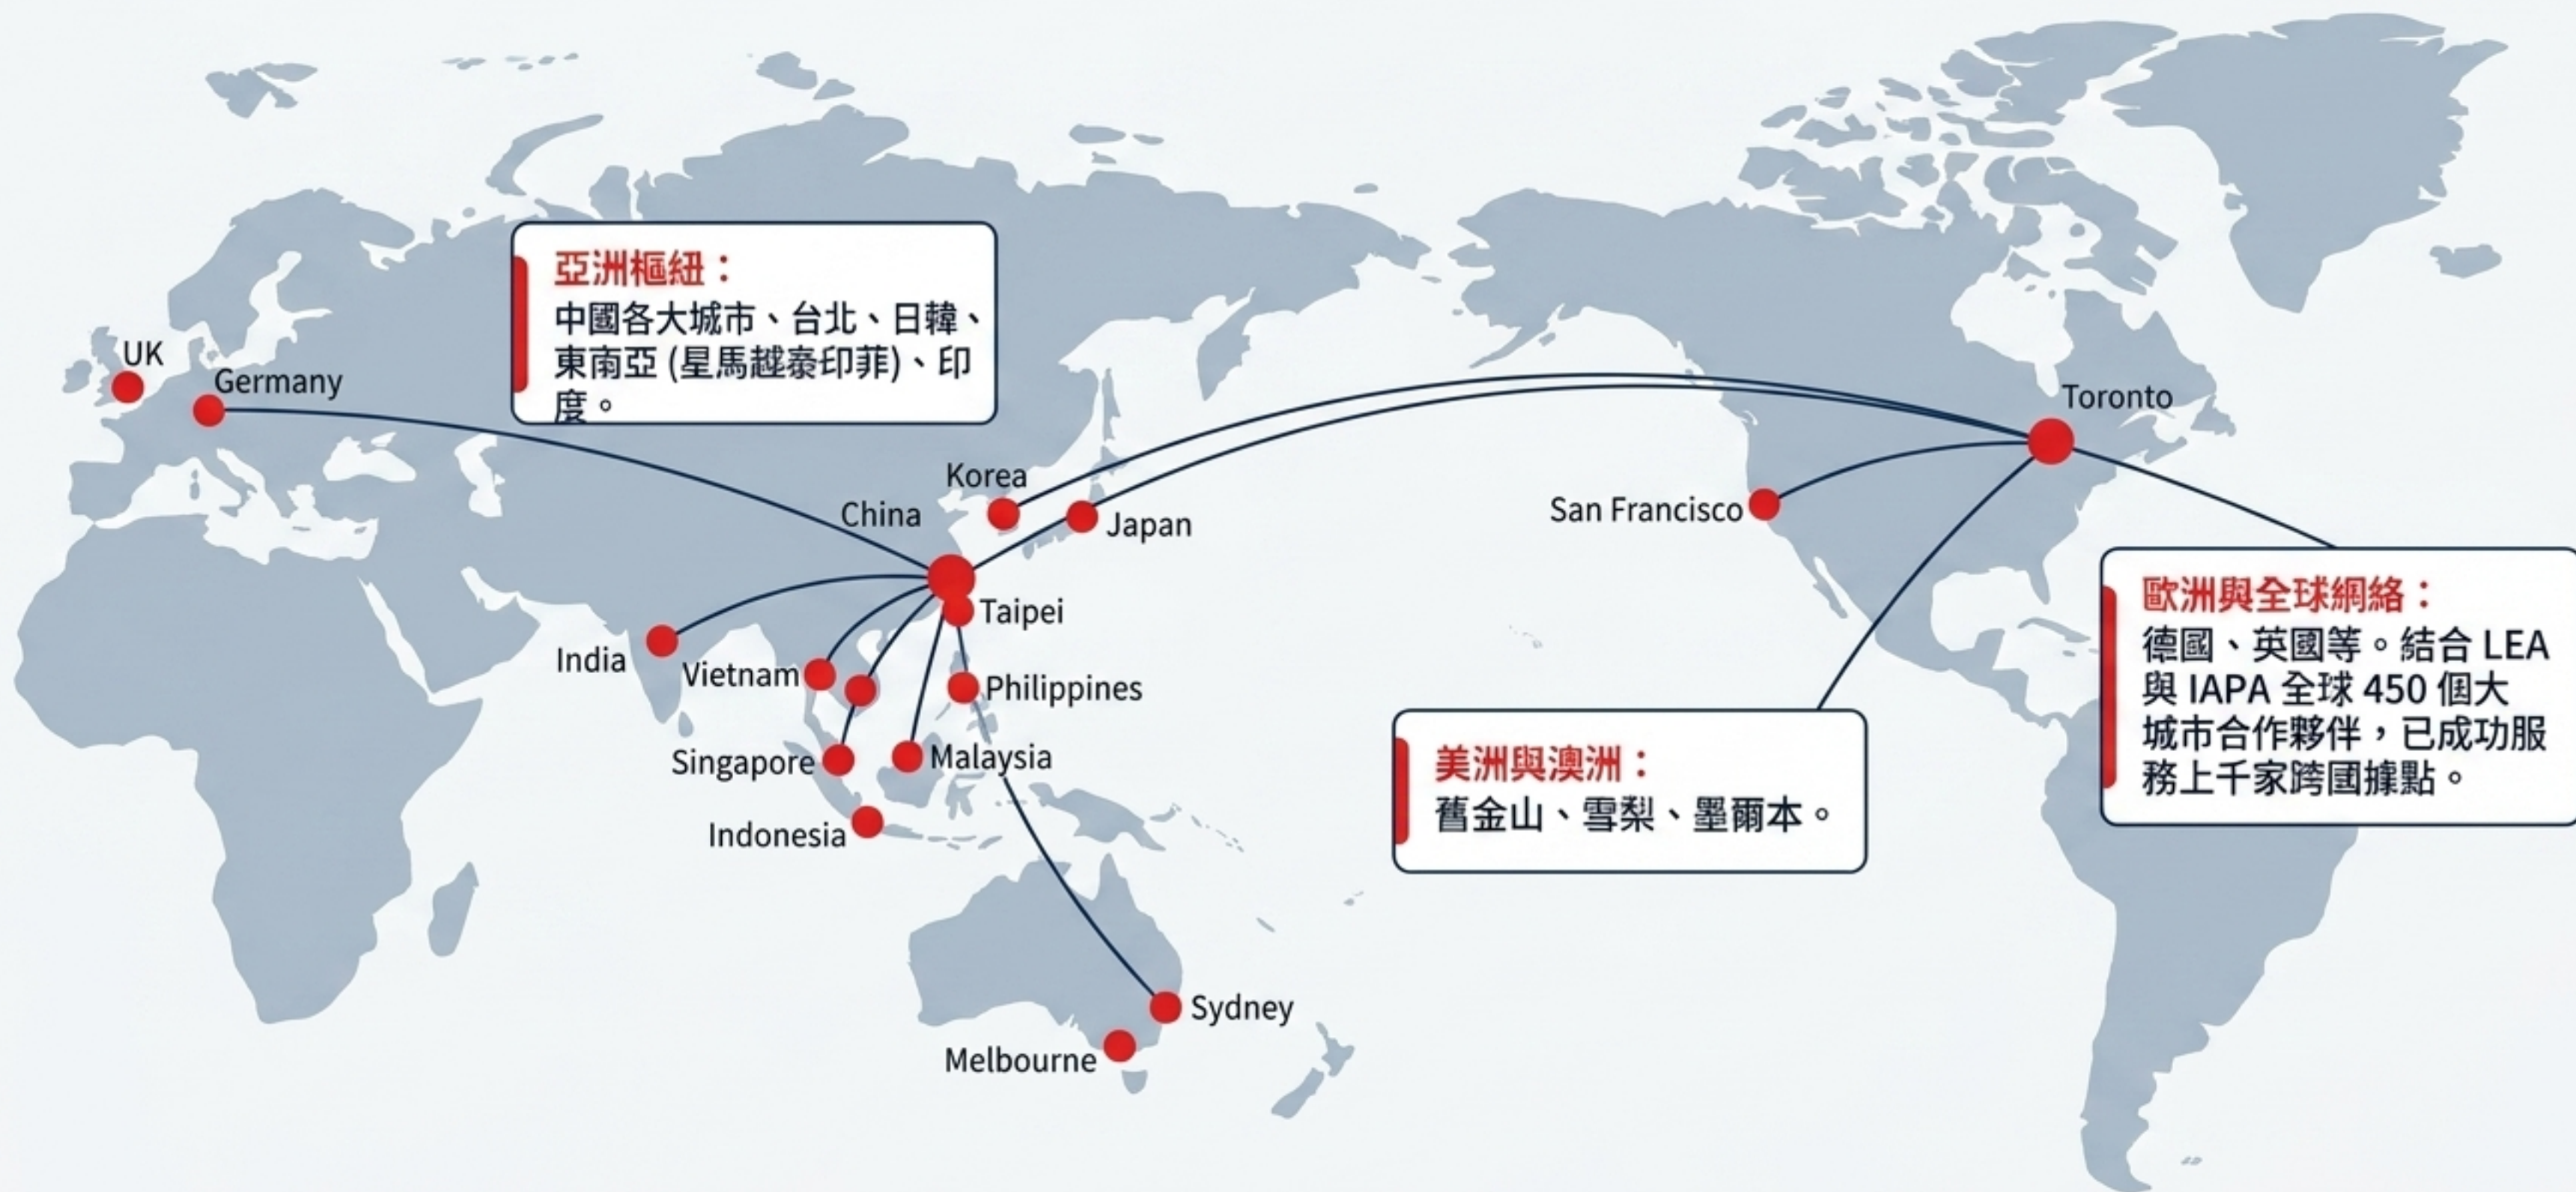 亞洲樞紐：
中國各大城市、台北、日韓、
東南亞 (星馬越泰印菲)、印
度。
UK
Germany
Toronto
Korea
China
San Francisco
Japan
歐洲與全球網絡：
德國、英國等。結合 LEA
與 IAPA 全球 450 個大
城市合作夥伴，已成功服
務上千家跨國據點。
Taipei
India
Vietnam
Philippines
Singapore
Malaysia
美洲與澳洲：
舊金山、雪梨、墨爾本。
Indonesia
Sydney
Melbourne